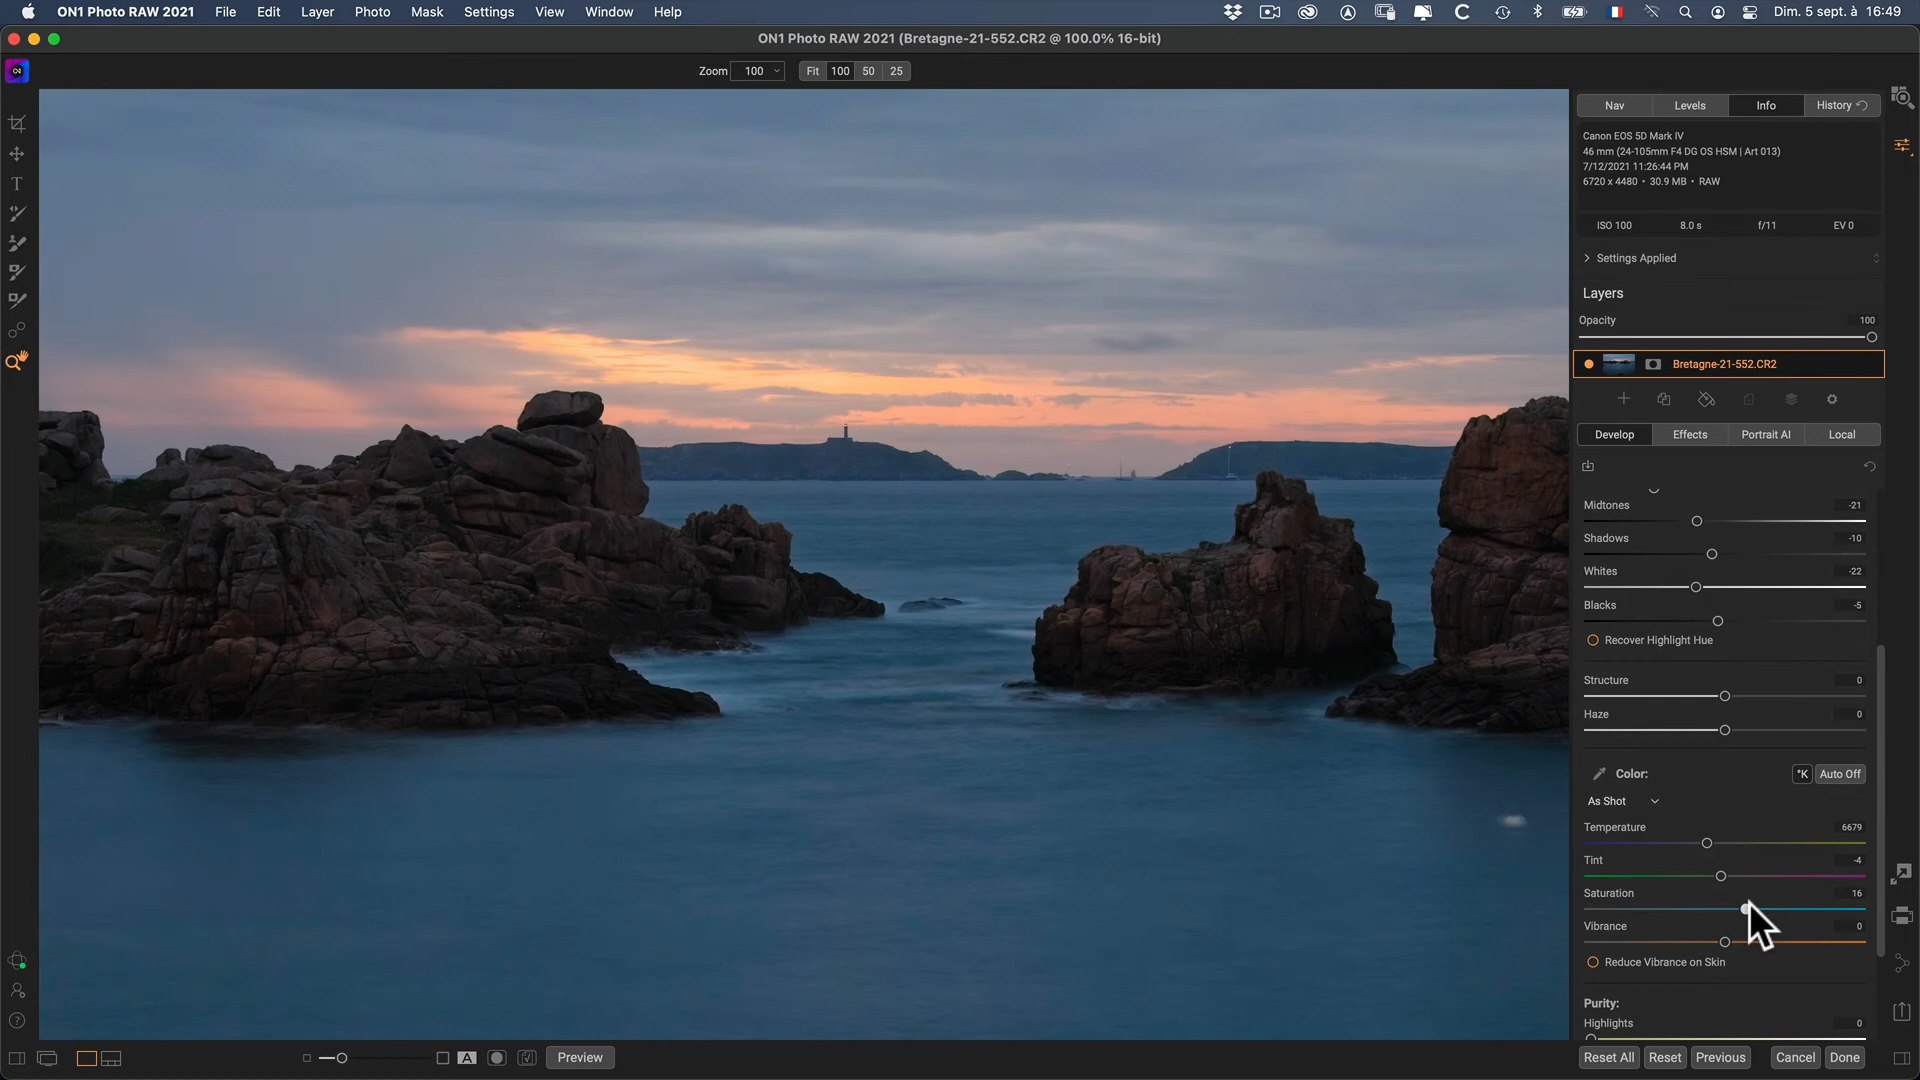 ON1 Photo RAW 2021 File Edit Layer Photo Mask Settings View Window Help Dim. 5 sept. à 16:49
ON1 Photo RAW 2021 (Bretagne-21-552.CR2 @ 100.0% 16-bit)
Zoom 100 Fit 100 50 25
Nav Levels Info History
Canon EOS 5D Mark IV
46 mm (24-105mm F4 DG OS HSM | Art 013)
7/12/2021 11:26:44 PM
6720 x 4480 • 30.9 MB • RAW
ISO 100 8.0 s f/11 EV 0
Settings Applied
Layers
Opacity 100
Bretagne-21-552.CR2
Develop Effects Portrait AI Local
Midtones -21
Shadows -10
Whites -22
Blacks -5
Recover Highlight Hue
Structure 0
Haze 0
Color: °K Auto Off
As Shot
Temperature 6679
Tint -4
Saturation 16
Vibrance 0
Reduce Vibrance on Skin
Purity:
Highlights 0
A Preview Reset All Reset Previous Cancel Done